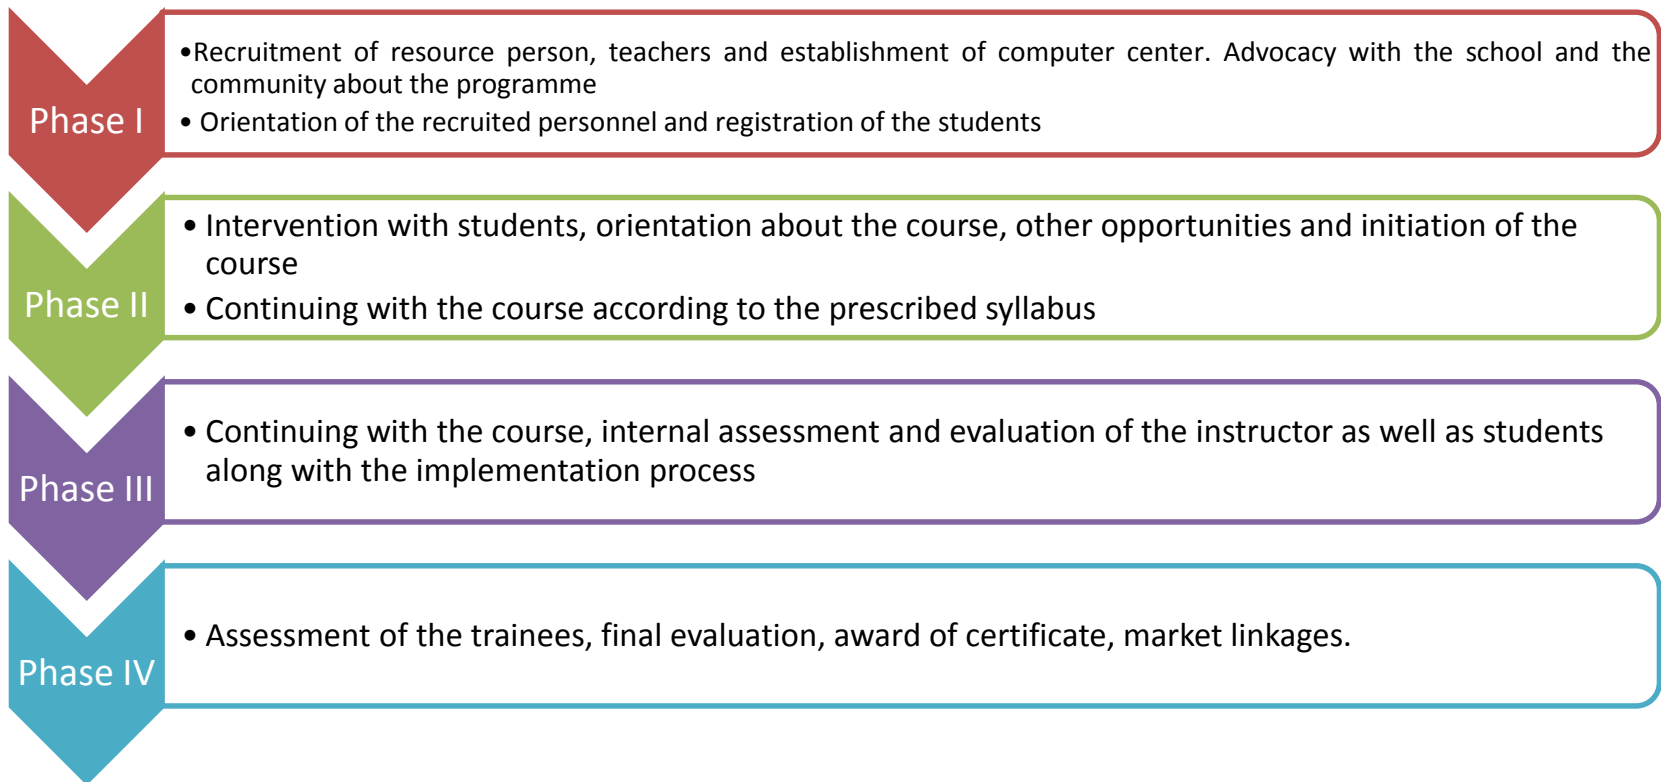 Phase I
•Recruitment of resource person, teachers and establishment of computer center. Advocacy with the school and the
community about the programme
• Orientation of the recruited personnel and registration of the students
Phase II
• Intervention with students, orientation about the course, other opportunities and initiation of the
course
• Continuing with the course according to the prescribed syllabus
Phase III
• Continuing with the course, internal assessment and evaluation of the instructor as well as students
along with the implementation process
Phase IV
• Assessment of the trainees, final evaluation, award of certificate, market linkages.